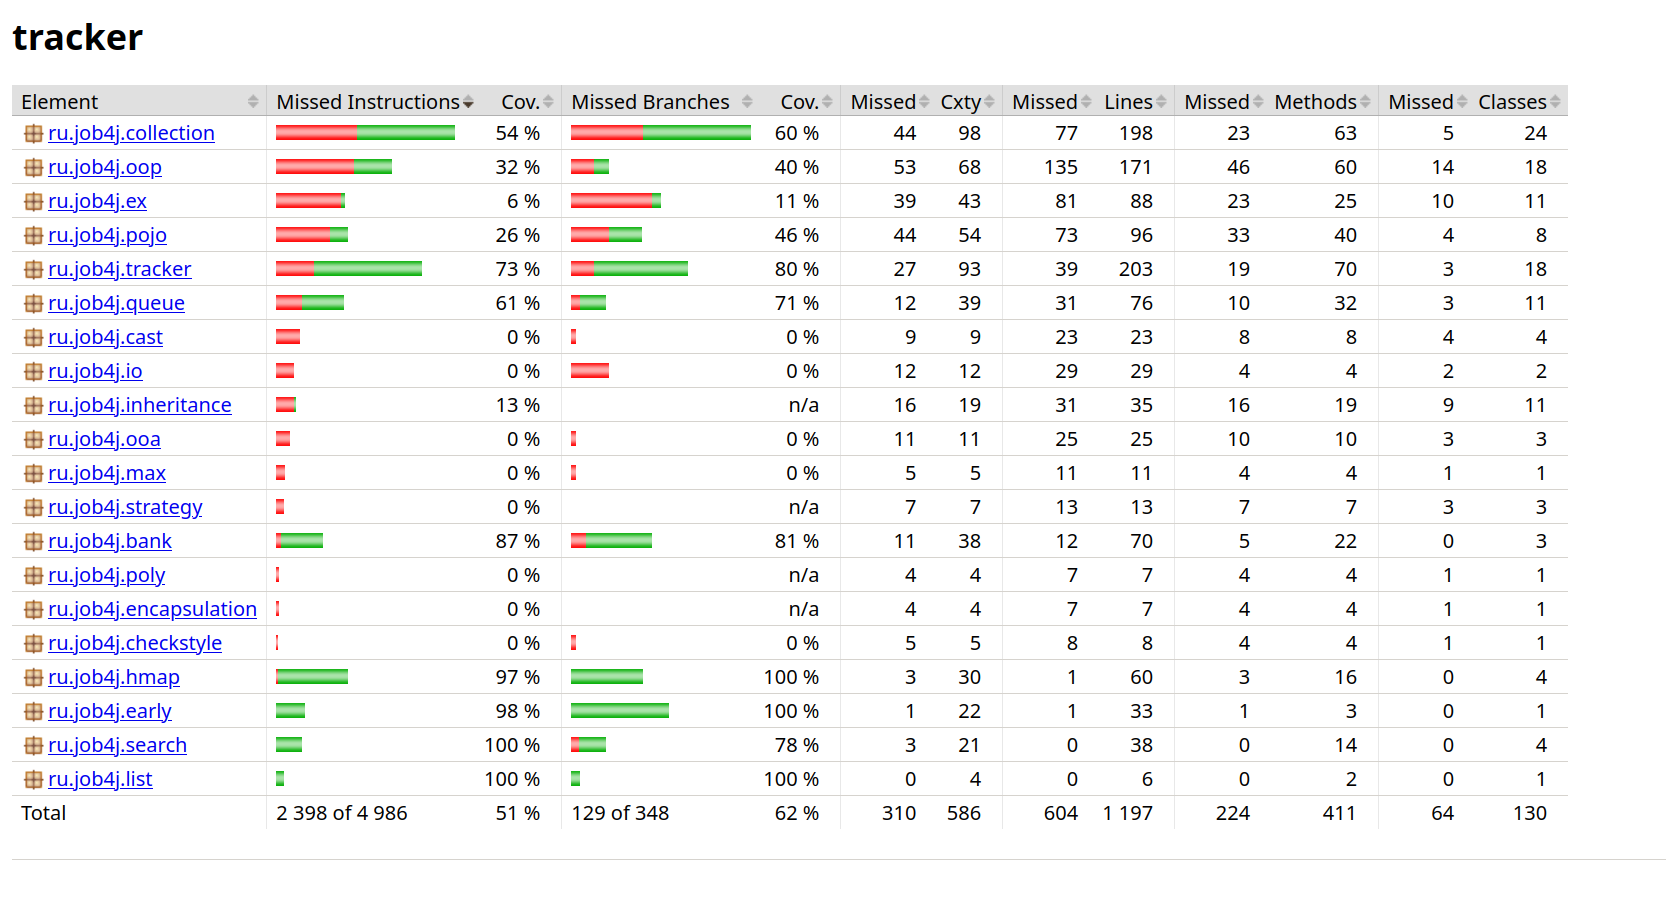 tracker
Element Missed Instructions Cov. Missed Branches Cov. Missed Cxty Missed Lines Missed Methods Missed Classes
ru.job4j.collection 54 % 60 % 44 98 77 198 23 63 5 24
ru.job4j.oop 32 % 40 % 53 68 135 171 46 60 14 18
ru.job4j.ex 6 % 11 % 39 43 81 88 23 25 10 11
ru.job4j.pojo 26 % 46 % 44 54 73 96 33 40 4 8
ru.job4j.tracker 73 % 80 % 27 93 39 203 19 70 3 18
ru.job4j.queue 61 % 71 % 12 39 31 76 10 32 3 11
ru.job4j.cast 0 % 0 % 9 9 23 23 8 8 4 4
ru.job4j.io 0 % 0 % 12 12 29 29 4 4 2 2
ru.job4j.inheritance 13 % n/a 16 19 31 35 16 19 9 11
ru.job4j.ooa 0 % 0 % 11 11 25 25 10 10 3 3
ru.job4j.max 0 % 0 % 5 5 11 11 4 4 1 1
ru.job4j.strategy 0 % n/a 7 7 13 13 7 7 3 3
ru.job4j.bank 87 % 81 % 11 38 12 70 5 22 0 3
ru.job4j.poly 0 % n/a 4 4 7 7 4 4 1 1
ru.job4j.encapsulation 0 % n/a 4 4 7 7 4 4 1 1
ru.job4j.checkstyle 0 % 0 % 5 5 8 8 4 4 1 1
ru.job4j.hmap 97 % 100 % 3 30 1 60 3 16 0 4
ru.job4j.early 98 % 100 % 1 22 1 33 1 3 0 1
ru.job4j.search 100 % 78 % 3 21 0 38 0 14 0 4
ru.job4j.list 100 % 100 % 0 4 0 6 0 2 0 1
Total 2 398 of 4 986 51 % 129 of 348 62 % 310 586 604 1 197 224 411 64 130